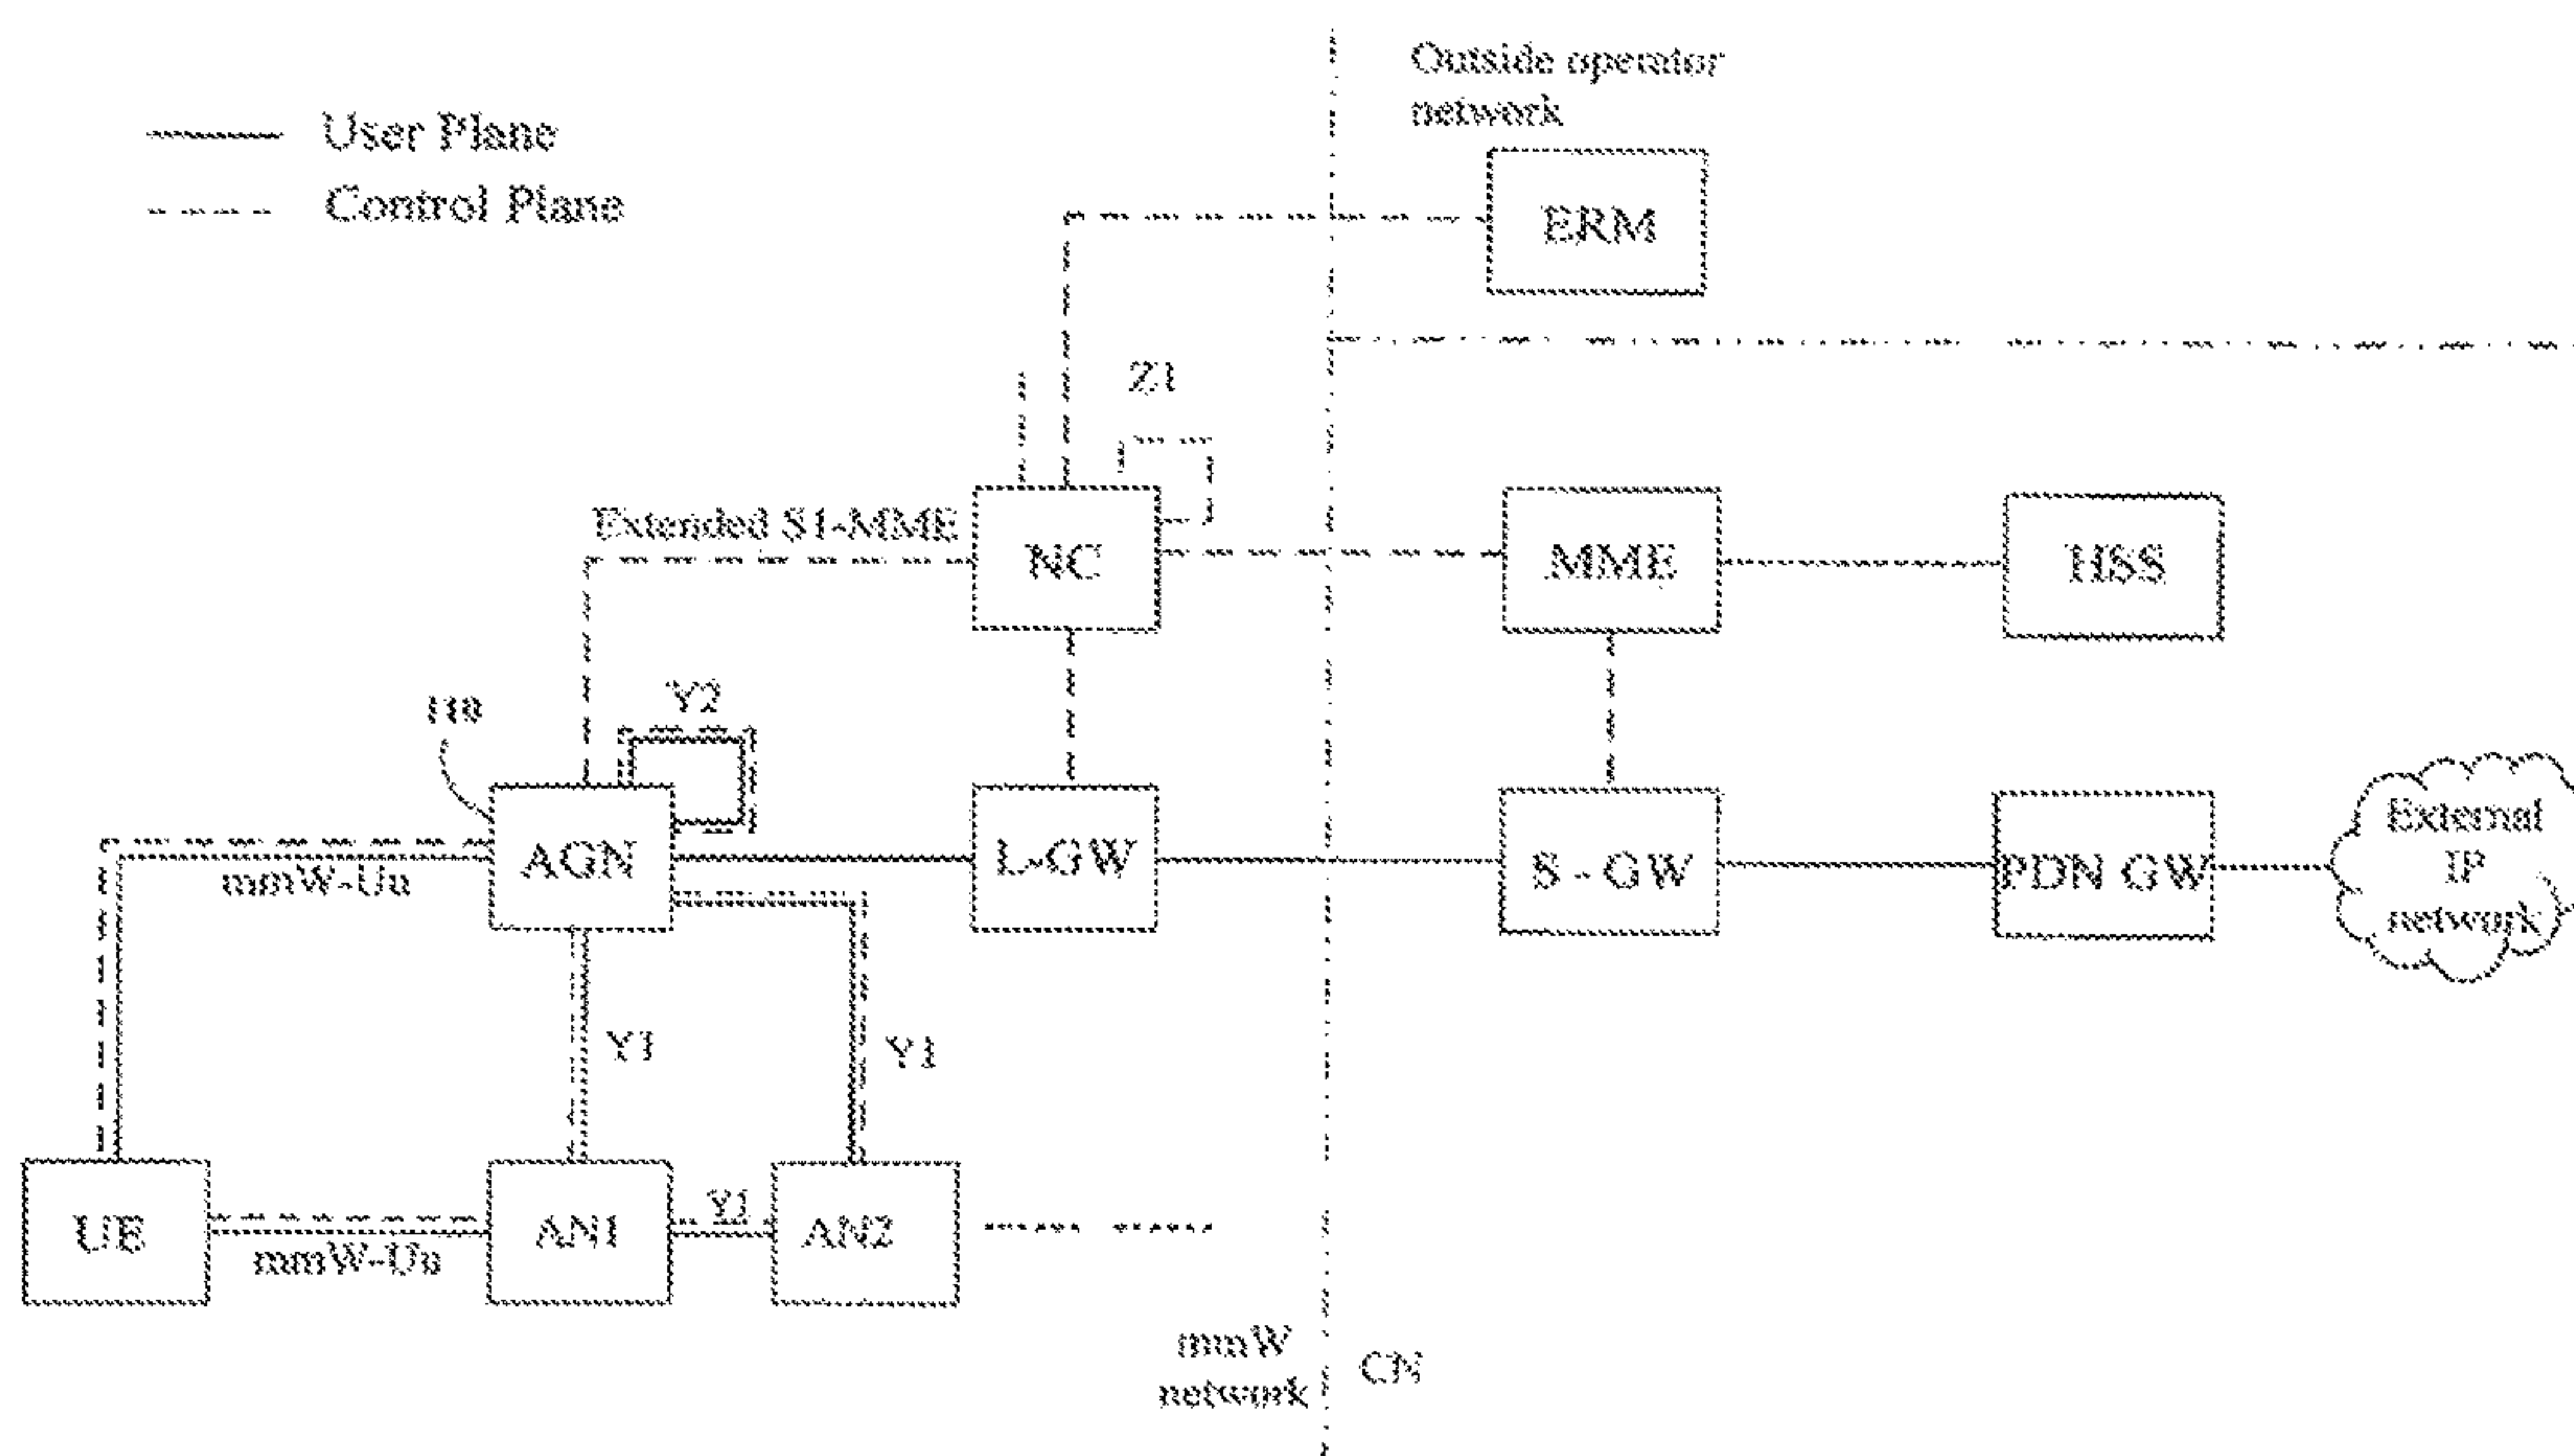 Outside operator
network
User Plane
Control Plane
ERM
Z1
Extended S1-MME
NC
MME
HSS
Y2
110
AGN
L-GW
S - GW
PDN GW
External
IP
network
mmW-Uu
Y1
Y1
UE
AN1
Y1
AN2
mmW-Uu
mmW
network
CN